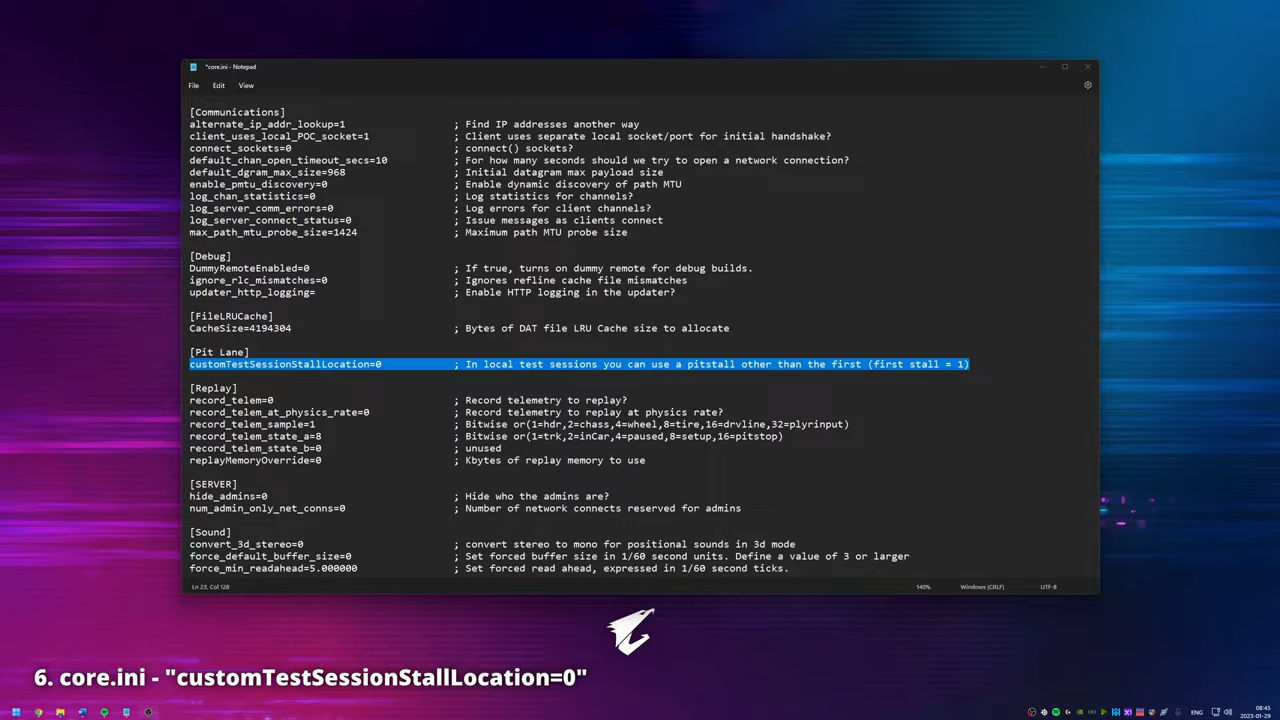 *core.ini - Notepad
File Edit View
[Communications]
alternate_ip_addr_lookup=1 ; Find IP addresses another way
client_uses_local_POC_socket=1 ; Client uses separate local socket/port for initial handshake?
connect_sockets=0 ; connect() sockets?
default_chan_open_timeout_secs=10 ; For how many seconds should we try to open a network connection?
default_dgram_max_size=968 ; Initial datagram max payload size
enable_pmtu_discovery=0 ; Enable dynamic discovery of path MTU
log_chan_statistics=0 ; Log statistics for channels?
log_server_comm_errors=0 ; Log errors for client channels?
log_server_connect_status=0 ; Issue messages as clients connect
max_path_mtu_probe_size=1424 ; Maximum path MTU probe size
[Debug]
DummyRemoteEnabled=0 ; If true, turns on dummy remote for debug builds.
ignore_rlc_mismatches=0 ; Ignores refline cache file mismatches
updater_http_logging= ; Enable HTTP logging in the updater?
[FileLRUCache]
CacheSize=4194304 ; Bytes of DAT file LRU Cache size to allocate
[Pit Lane]
customTestSessionStallLocation=0 ; In local test sessions you can use a pitstall other than the first (first stall = 1)
[Replay]
record_telem=0 ; Record telemetry to replay?
record_telem_at_physics_rate=0 ; Record telemetry to replay at physics rate?
record_telem_sample=1 ; Bitwise or(1=hdr,2=chass,4=wheel,8=tire,16=drvline,32=plyrinput)
record_telem_state_a=8 ; Bitwise or(1=trk,2=inCar,4=paused,8=setup,16=pitstop)
record_telem_state_b=0 ; unused
replayMemoryOverride=0 ; Kbytes of replay memory to use
[SERVER]
hide_admins=0 ; Hide who the admins are?
num_admin_only_net_conns=0 ; Number of network connects reserved for admins
[Sound]
convert_3d_stereo=0 ; convert stereo to mono for positional sounds in 3d mode
force_default_buffer_size=0 ; Set forced buffer size in 1/60 second units. Define a value of 3 or larger
force_min_readahead=5.000000 ; Set forced read ahead, expressed in 1/60 second ticks.
Ln 23, Col 128 140% Windows (CRLF) UTF-8
6. core.ini - "customTestSessionStallLocation=0"
ENG
08:45
2023-01-29